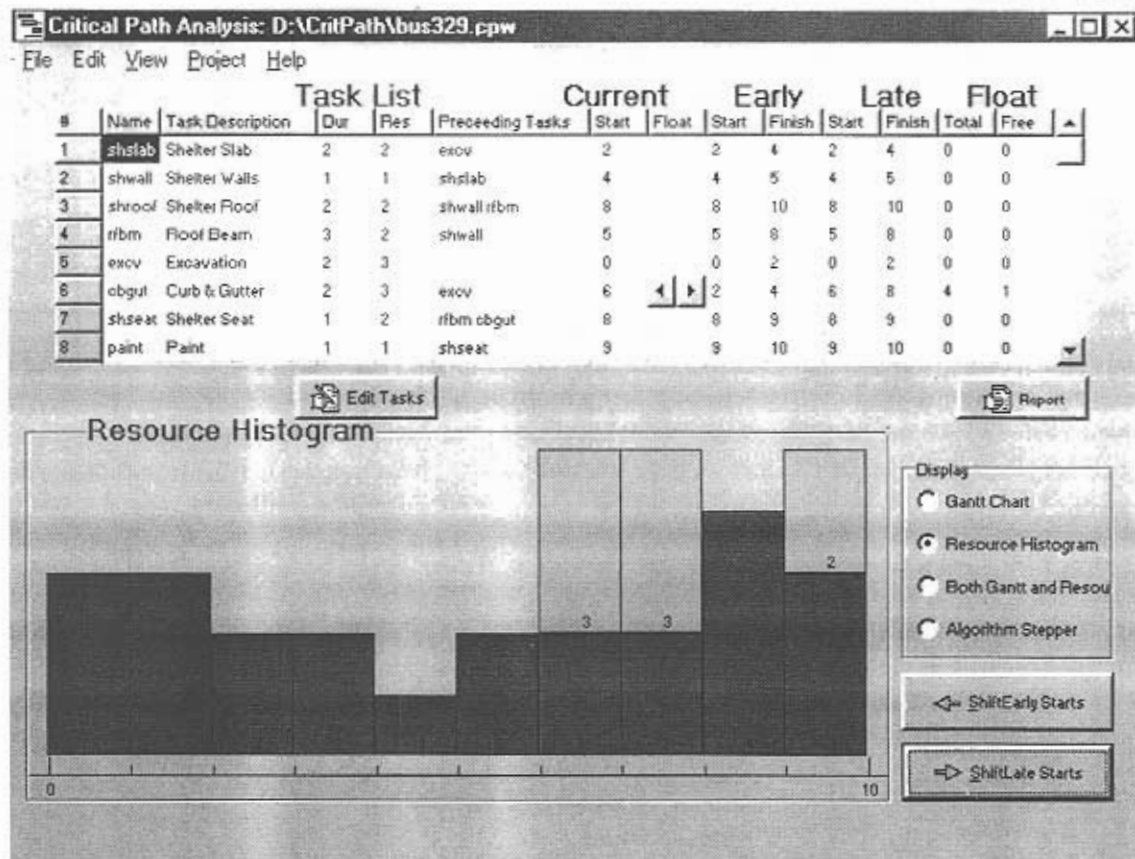 Critical Path Analysis: D:\CritPath\bus329.cpw
File Edit View Project Help
Task List Current Early Late Float
# Name Task Description Dur Res Preceeding Tasks Start Float Start Finish Start Finish Total Free
1 shslab Shelter Slab 2 2 excv 2 2 4 2 4 0 0
2 shwall Shelter Walls 1 1 shslab 4 4 5 4 5 0 0
3 shroof Shelter Roof 2 2 shwall rfbm 8 8 10 8 10 0 0
4 rfbm Roof Beam 3 2 shwall 5 5 8 5 8 0 0
5 excv Excavation 2 3 0 0 2 0 2 0 0
6 cbgut Curb & Gutter 2 3 excv 6 2 4 6 8 4 1
7 shseat Shelter Seat 1 2 rfbm cbgut 8 8 9 8 9 0 0
8 paint Paint 1 1 shseat 9 9 10 9 10 0 0
Edit Tasks
Report
Resource Histogram
3 3 2
0 10
Display
Gantt Chart
Resource Histogram
Both Gantt and Resou
Algorithm Stepper
ShiftEarly Starts
ShiftLate Starts